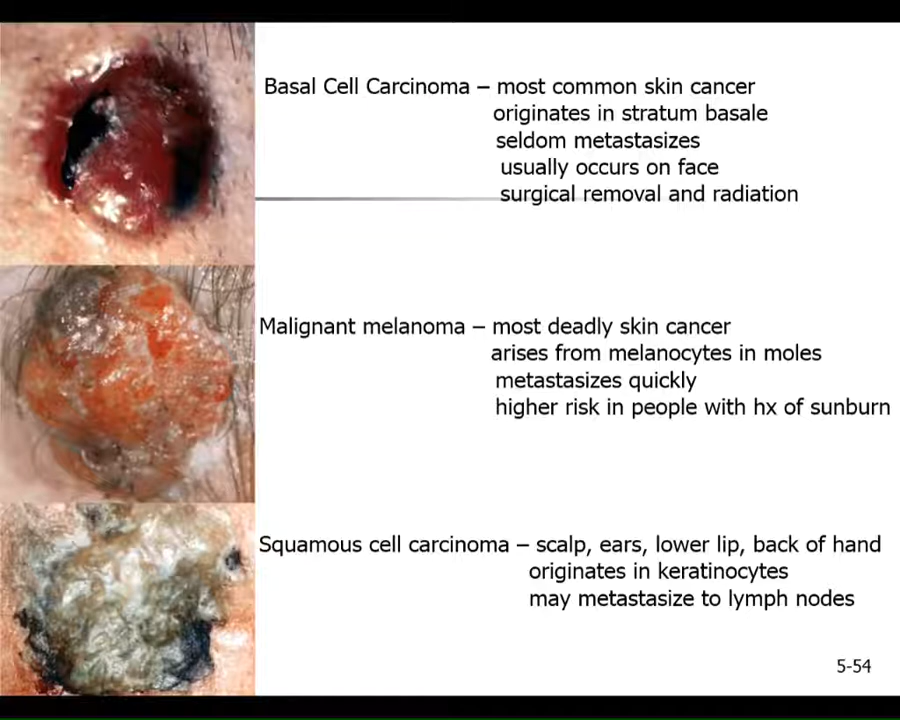 Basal Cell Carcinoma – most common skin cancer
originates in stratum basale
seldom metastasizes
usually occurs on face
surgical removal and radiation
Malignant melanoma – most deadly skin cancer
arises from melanocytes in moles
metastasizes quickly
higher risk in people with hx of sunburn
Squamous cell carcinoma – scalp, ears, lower lip, back of hand
originates in keratinocytes
may metastasize to lymph nodes
5-54